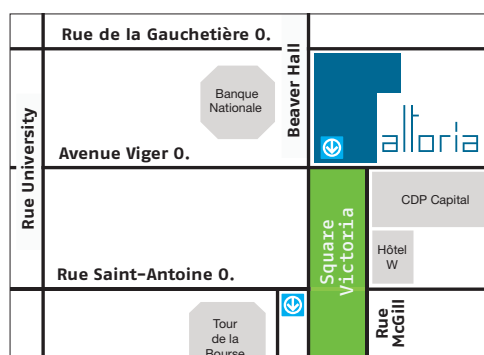 Rue de la Gauchetière O.
Beaver Hall
Banque
Nationale
altoria
Rue University
Avenue Viger O.
CDP Capital
Square
Victoria
Hôtel
W
Rue Saint-Antoine O.
Rue
McGill
Tour
de la
Bourse